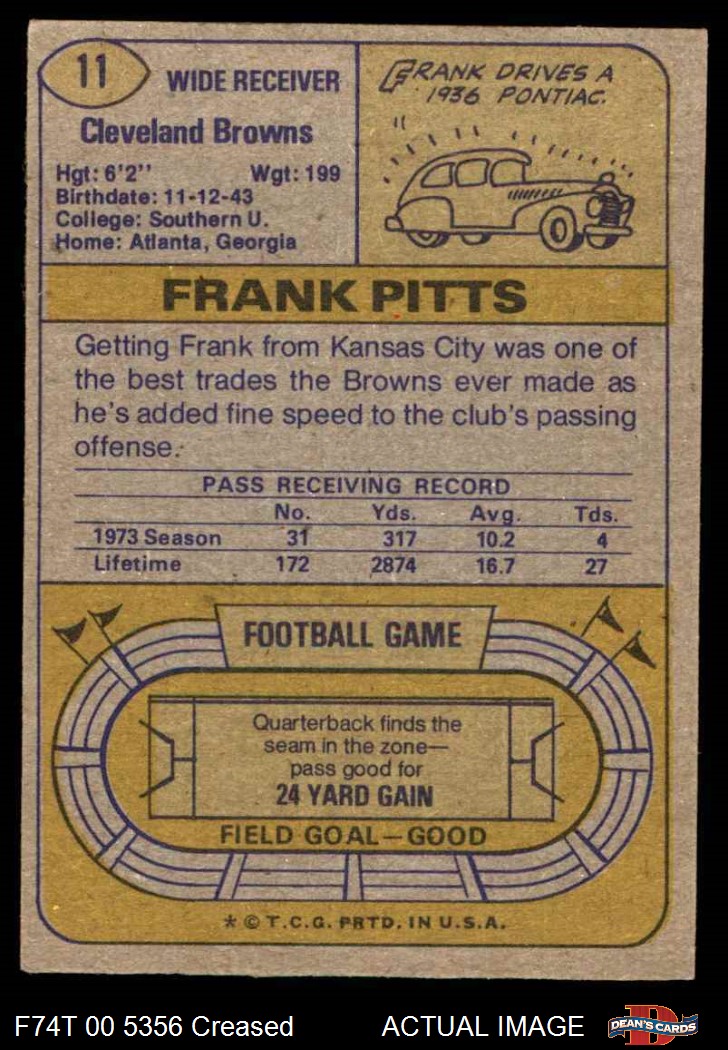 11
WIDE RECEIVER
Cleveland Browns
Hgt: 6'2'' Wgt: 199
Birthdate: 11-12-43
College: Southern U.
Home: Atlanta, Georgia
FRANK DRIVES A
1936 PONTIAC.
FRANK PITTS
Getting Frank from Kansas City was one of
the best trades the Browns ever made as
he's added fine speed to the club's passing
offense.
PASS RECEIVING RECORD
No. Yds. Avg. Tds.
1973 Season 31 317 10.2 4
Lifetime 172 2874 16.7 27
FOOTBALL GAME
Quarterback finds the
seam in the zone—
pass good for
24 YARD GAIN
FIELD GOAL—GOOD
* © T.C.G. PRTD. IN U.S.A.
F74T 00 5356 Creased ACTUAL IMAGE
DEAN'S CARDS